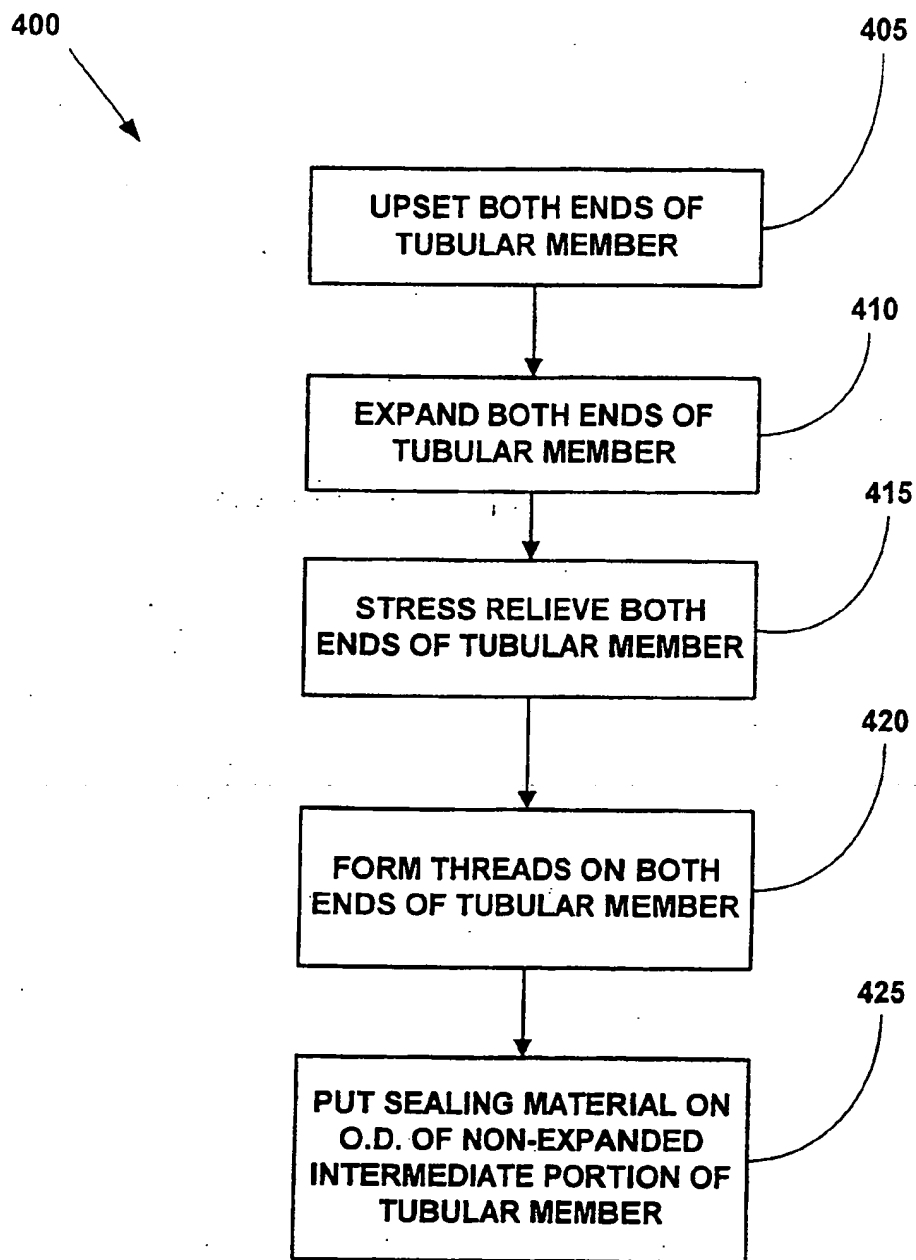 400
405
UPSET BOTH ENDS OF
TUBULAR MEMBER
410
EXPAND BOTH ENDS OF
TUBULAR MEMBER
415
STRESS RELIEVE BOTH
ENDS OF TUBULAR MEMBER
420
FORM THREADS ON BOTH
ENDS OF TUBULAR MEMBER
425
PUT SEALING MATERIAL ON
O.D. OF NON-EXPANDED
INTERMEDIATE PORTION OF
TUBULAR MEMBER